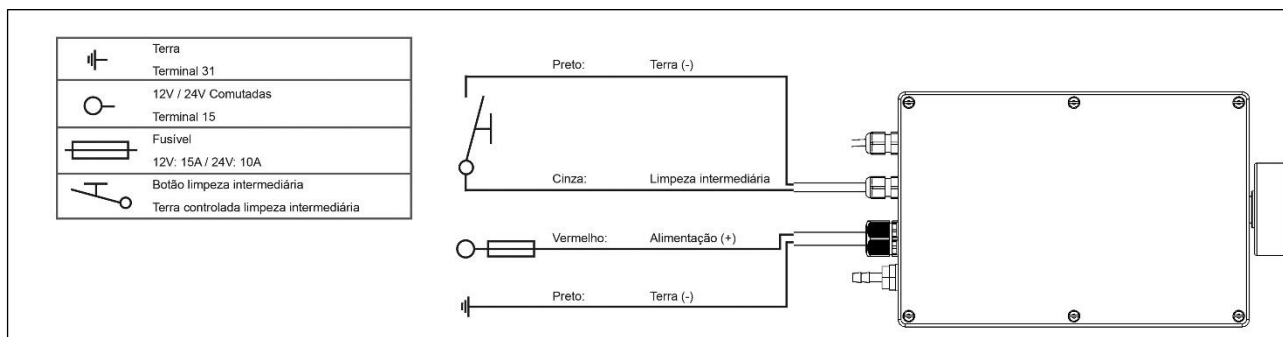 Terra
Terminal 31
12V / 24V Comutadas
Terminal 15
Fusível
12V: 15A / 24V: 10A
Botão limpeza intermediária
Terra controlada limpeza intermediária
Preto: Terra (-)
Cinza: Limpeza intermediária
Vermelho: Alimentação (+)
Preto: Terra (-)